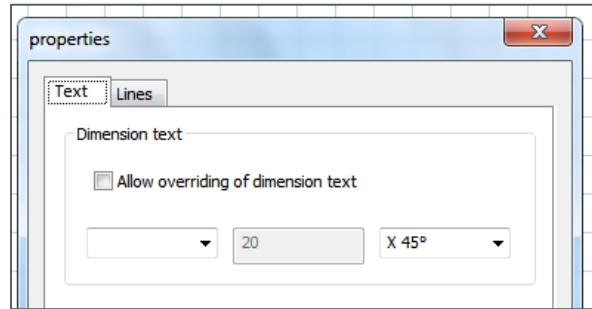 properties
X
Text Lines
Dimension text
Allow overriding of dimension text
20 X 45°